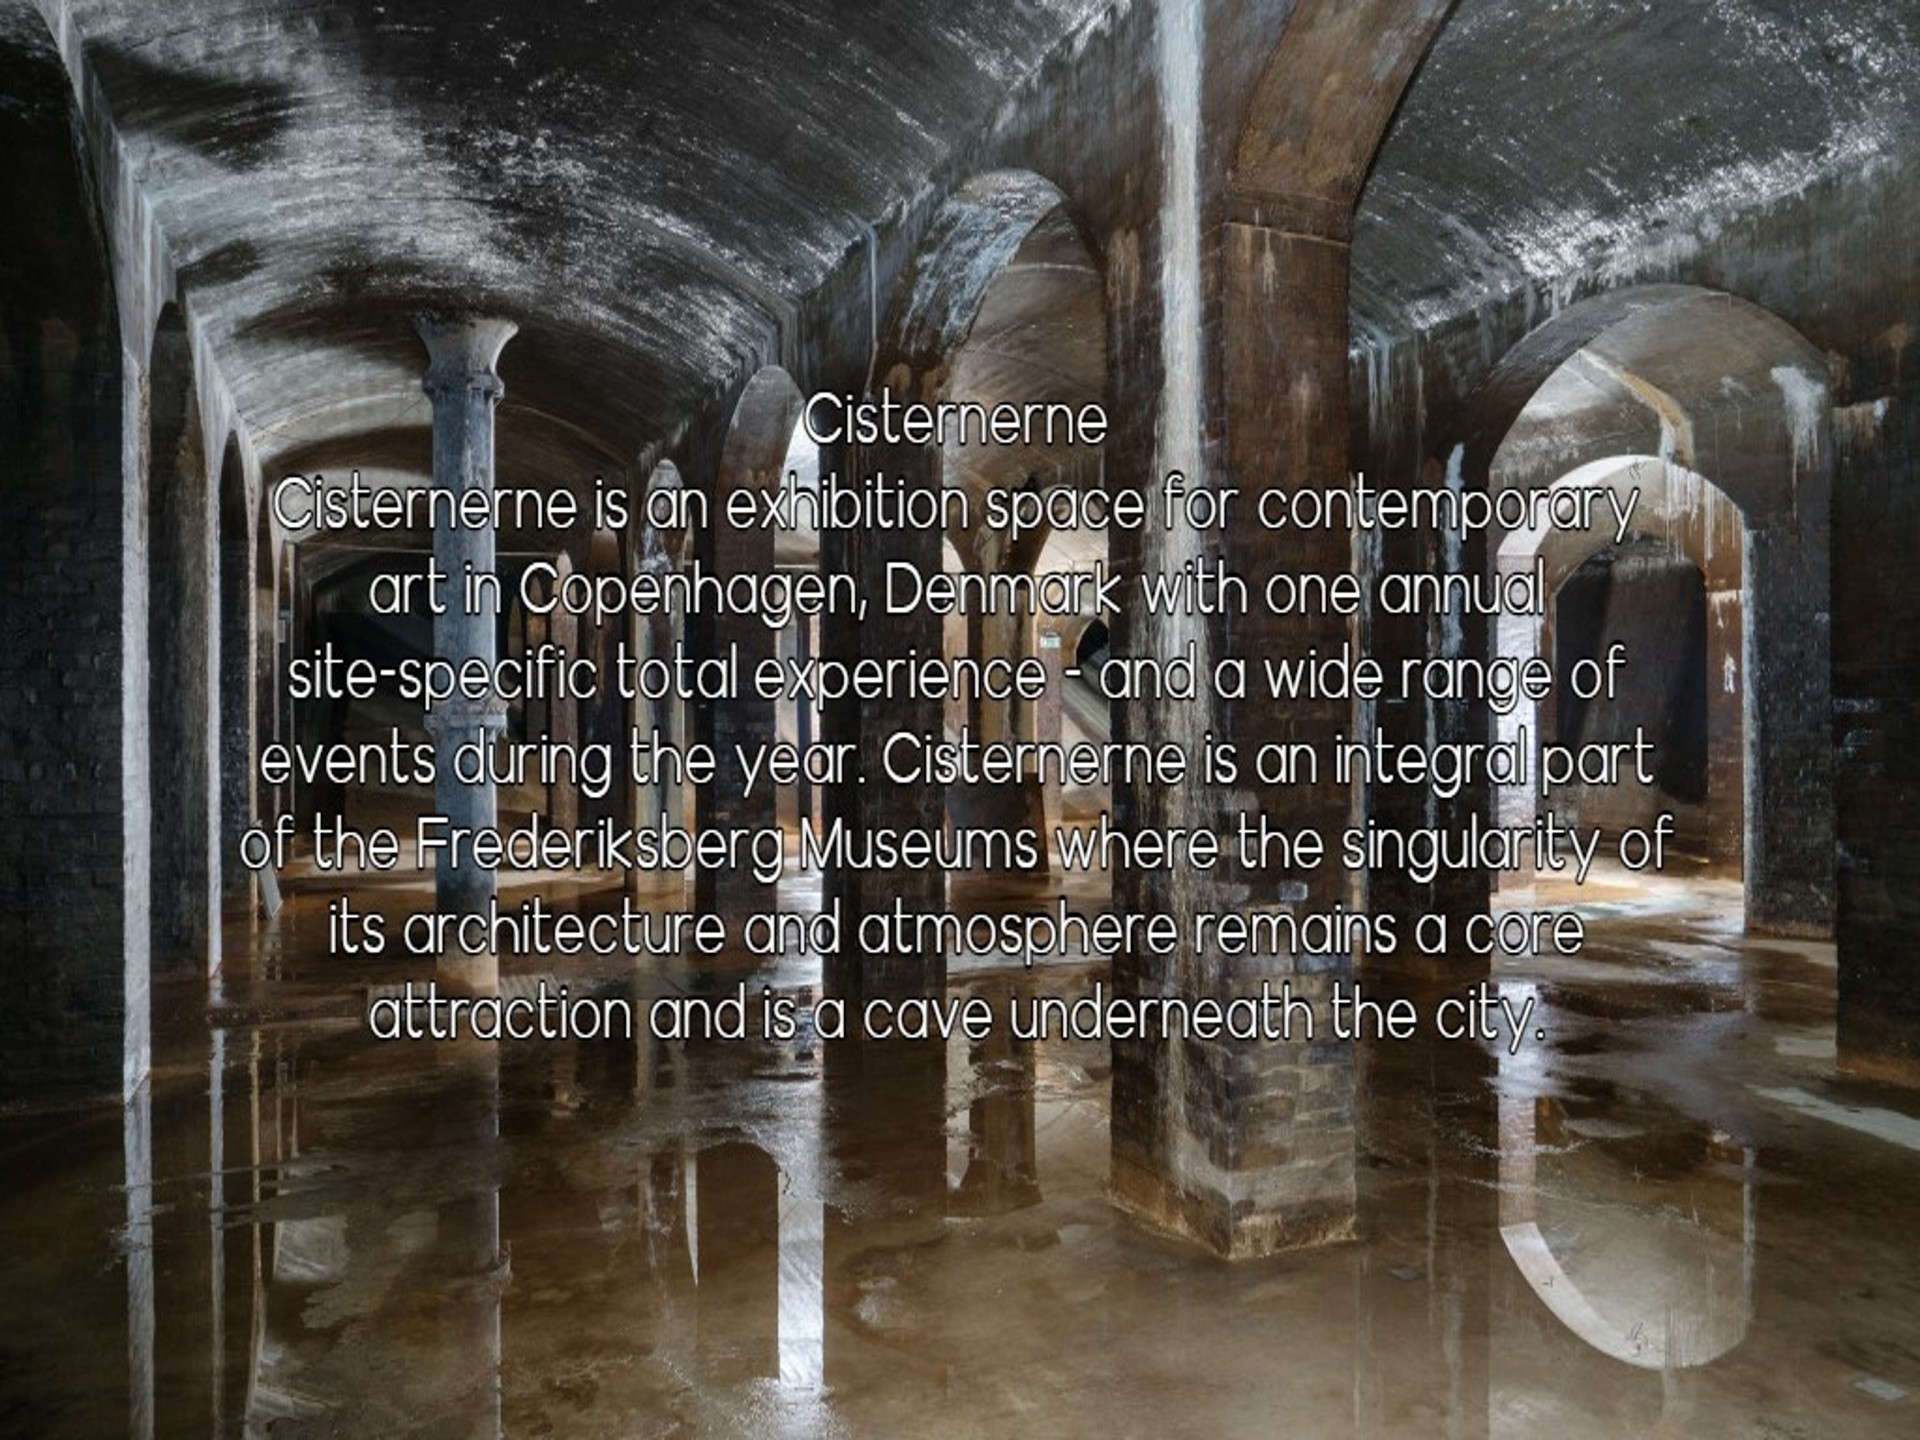 Cisternerne
Cisternerne is an exhibition space for contemporary
art in Copenhagen, Denmark with one annual
site-specific total experience - and a wide range of
events during the year. Cisternerne is an integral part
of the Frederiksberg Museums where the singularity of
its architecture and atmosphere remains a core
attraction and is a cave underneath the city.